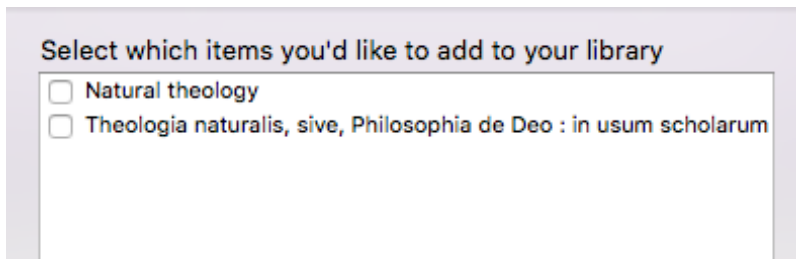 Select which items you'd like to add to your library
Natural theology
Theologia naturalis, sive, Philosophia de Deo : in usum scholarum